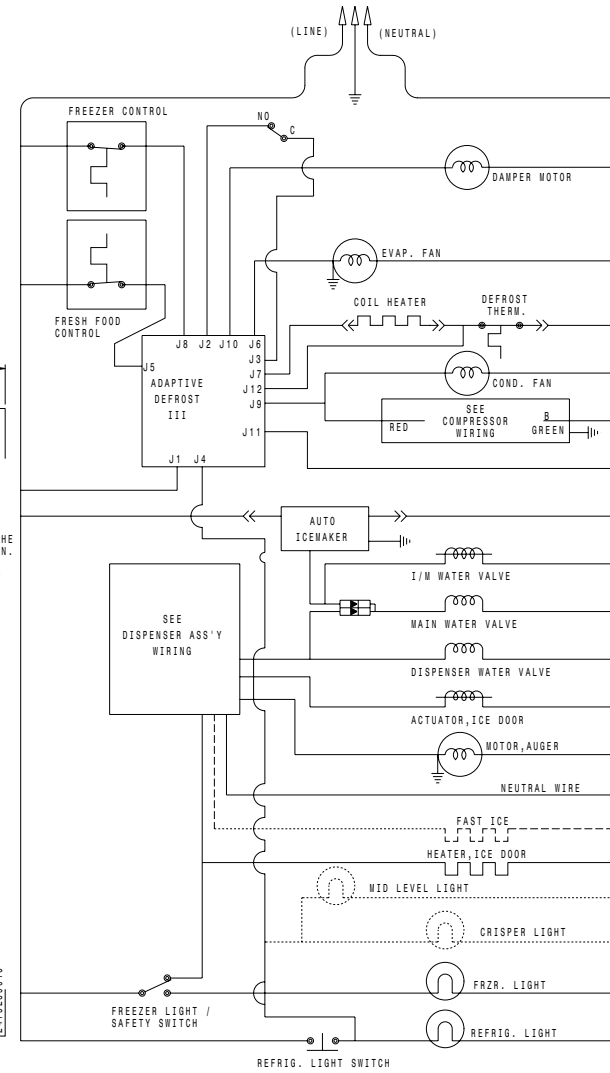 (LINE)
(NEUTRAL)
FREEZER CONTROL
NO
C
DAMPER MOTOR
EVAP. FAN
COIL HEATER
DEFROST
THERM.
FRESH FOOD
CONTROL
J8
J2
J10
J6
J3
J5
J7
ADAPTIVE
DEFROST
III
J12
J9
COND. FAN
SEE
COMPRESSOR
WIRING
RED
B
GREEN
J11
J1
J4
HE
N.
AUTO
ICEMAKER
I/M WATER VALVE
SEE
DISPENSER ASS'Y
WIRING
MAIN WATER VALVE
DISPENSER WATER VALVE
ACTUATOR,ICE DOOR
MOTOR,AUGER
NEUTRAL WIRE
FAST ICE
HEATER,ICE DOOR
MID LEVEL LIGHT
CRISPER LIGHT
FRZR. LIGHT
FREEZER LIGHT /
SAFETY SWITCH
REFRIG. LIGHT
REFRIG. LIGHT SWITCH